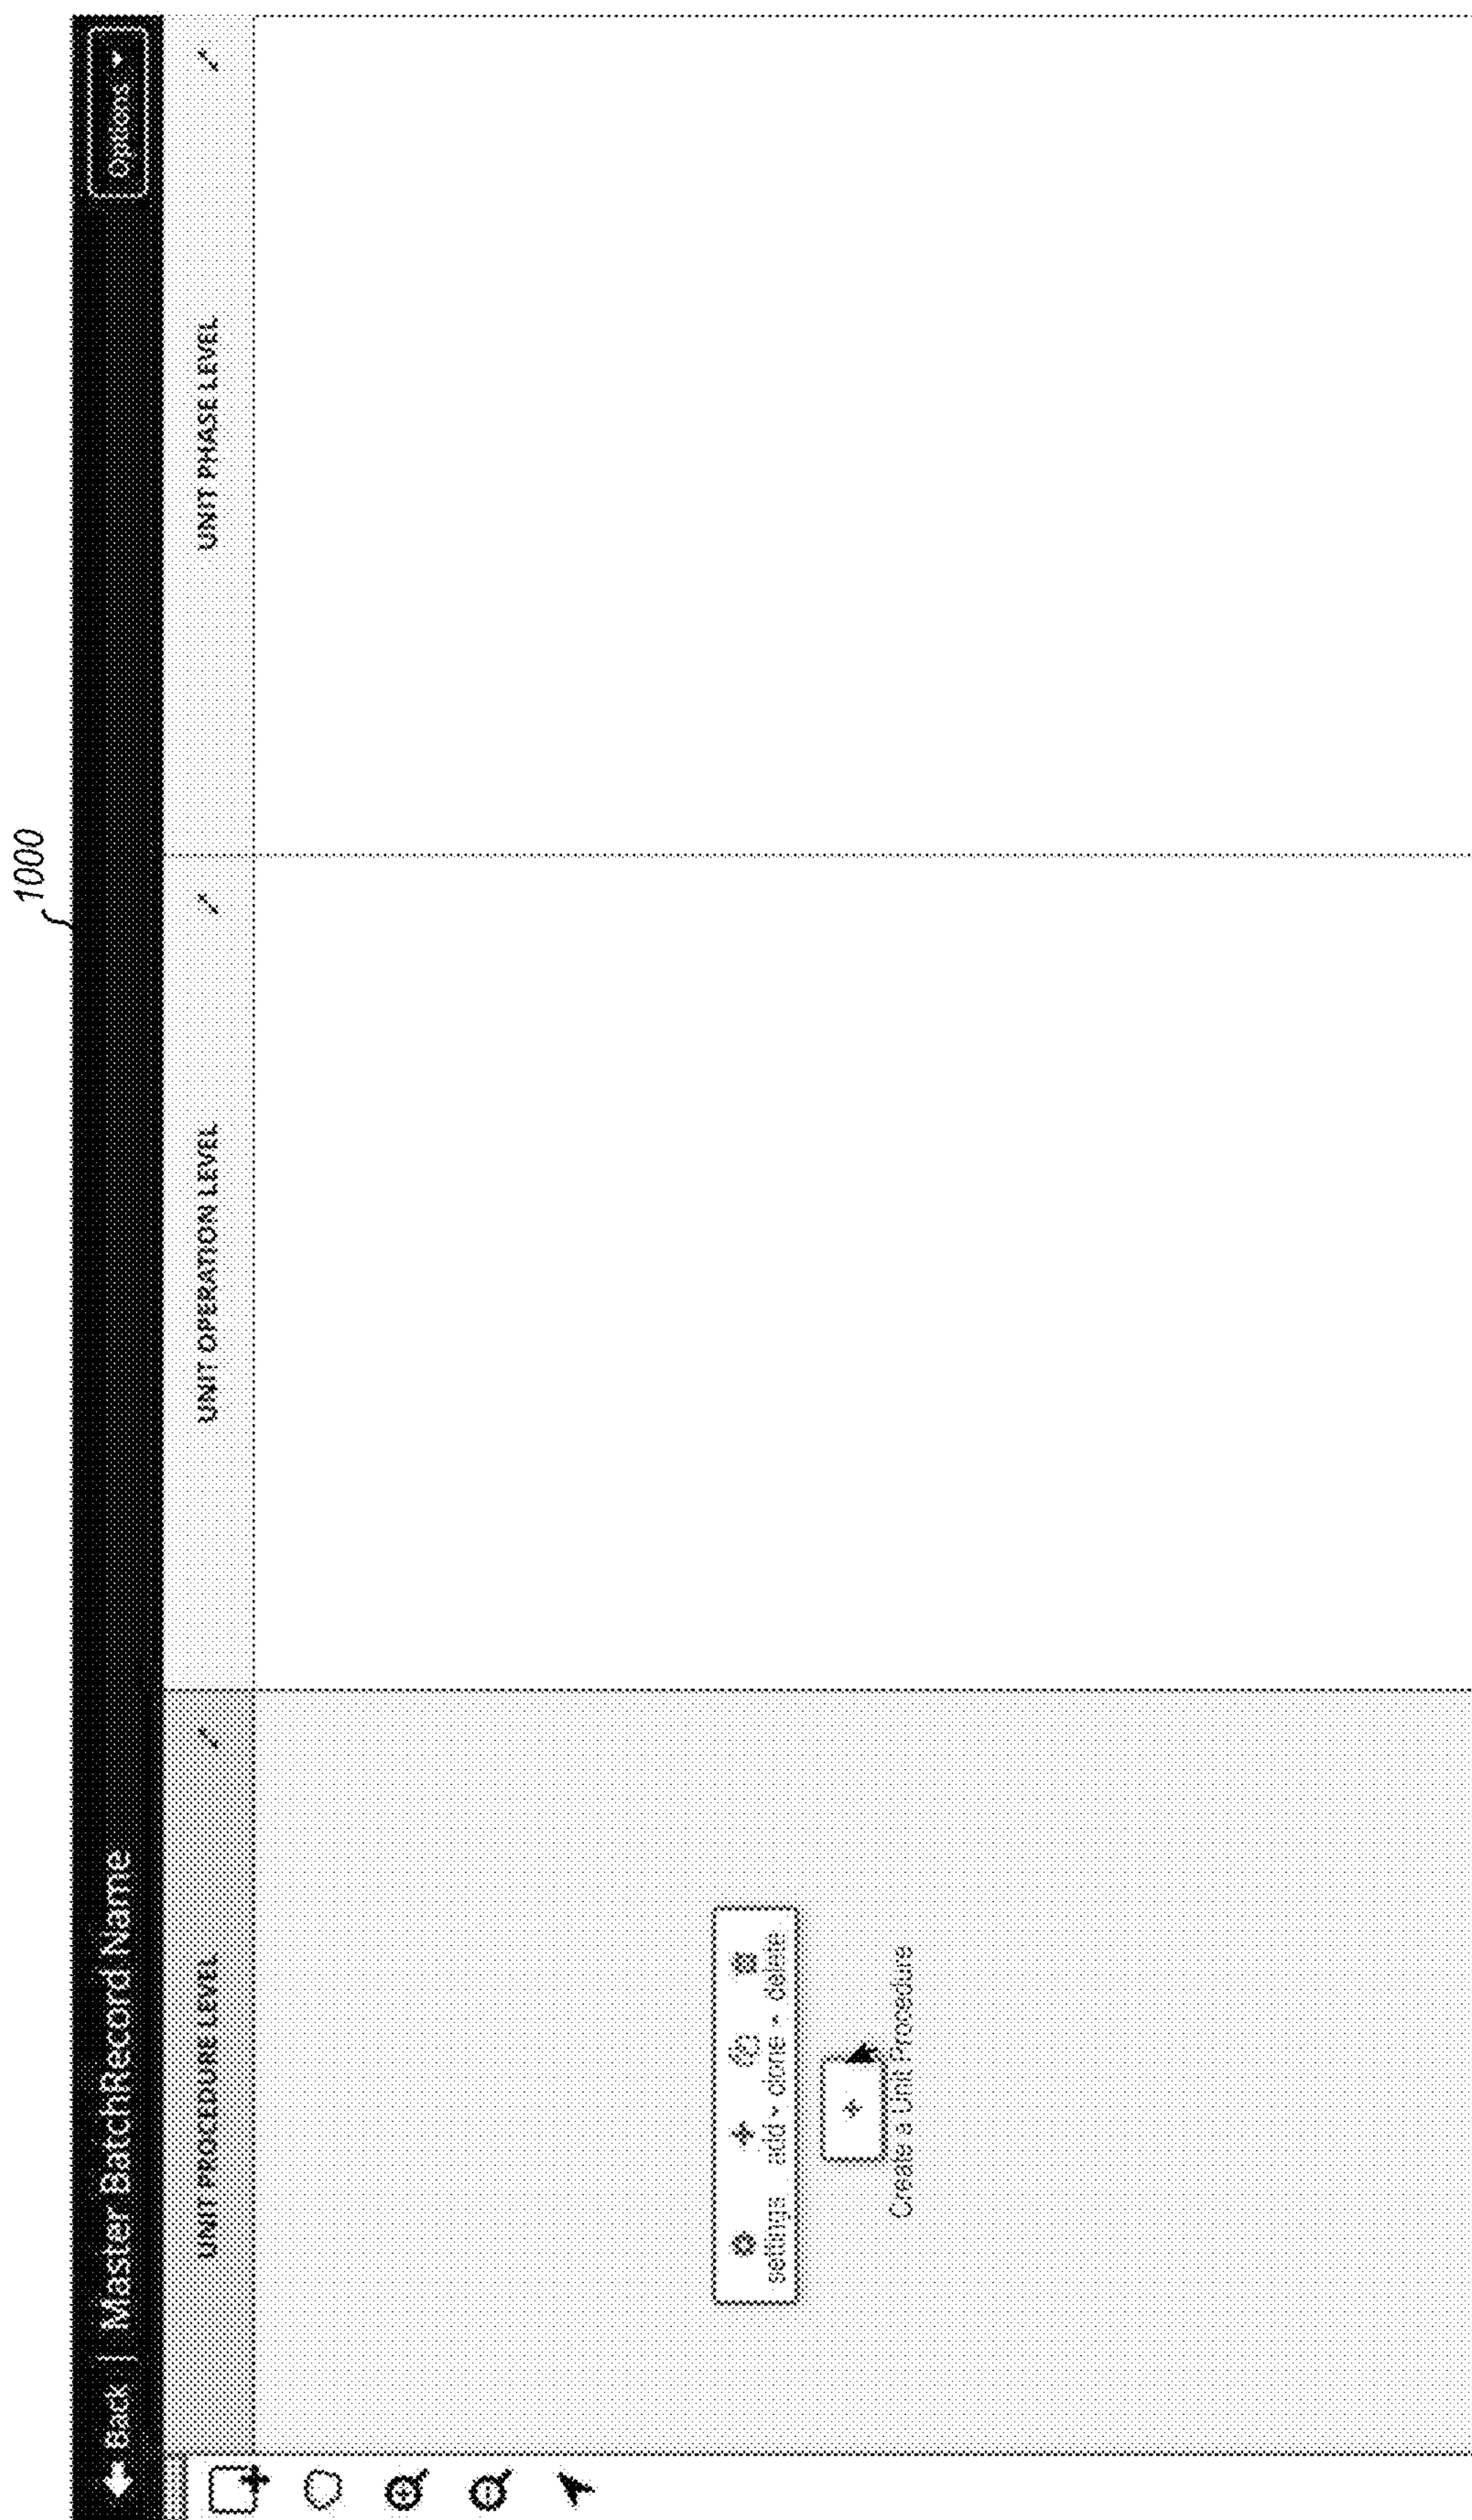 1000
Back | Master BatchRecord Name Options
UNIT PROCEDURE LEVEL UNIT OPERATION LEVEL UNIT PHASE LEVEL
settings add clone delete
Create a Unit Procedure